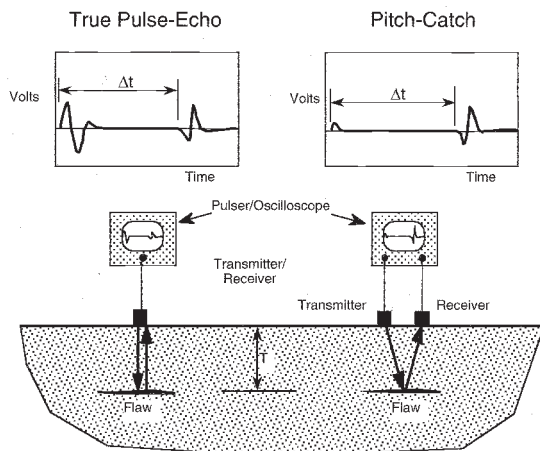 True Pulse-Echo
Pitch-Catch
Δt
Volts
Time
Δt
Volts
Time
Pulser/Oscilloscope
Transmitter/
Receiver
Transmitter
Receiver
T
Flaw
Flaw